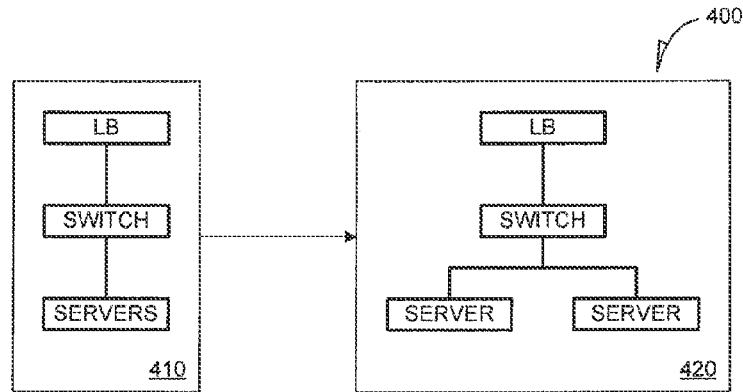 400
LB
SWITCH
SERVERS
410
LB
SWITCH
SERVER SERVER
420